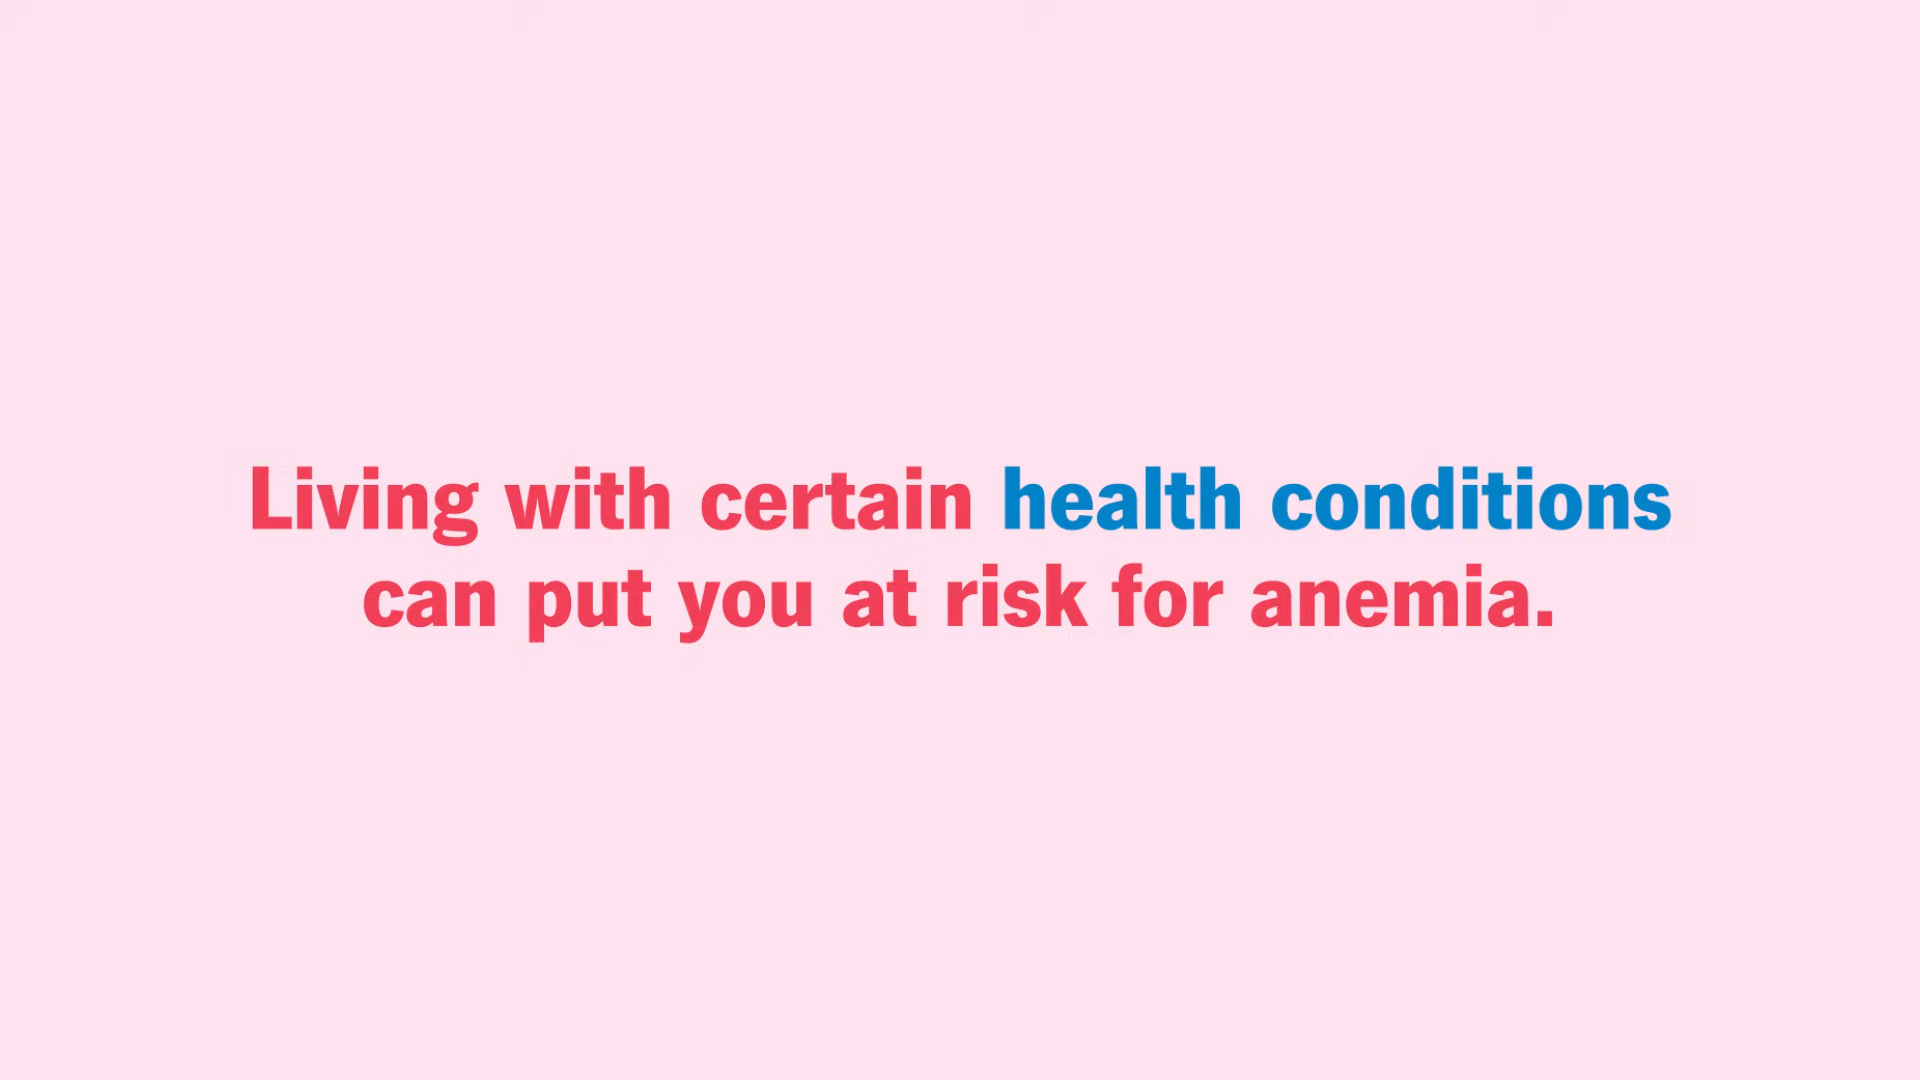 Living with certain health conditions
can put you at risk for anemia.